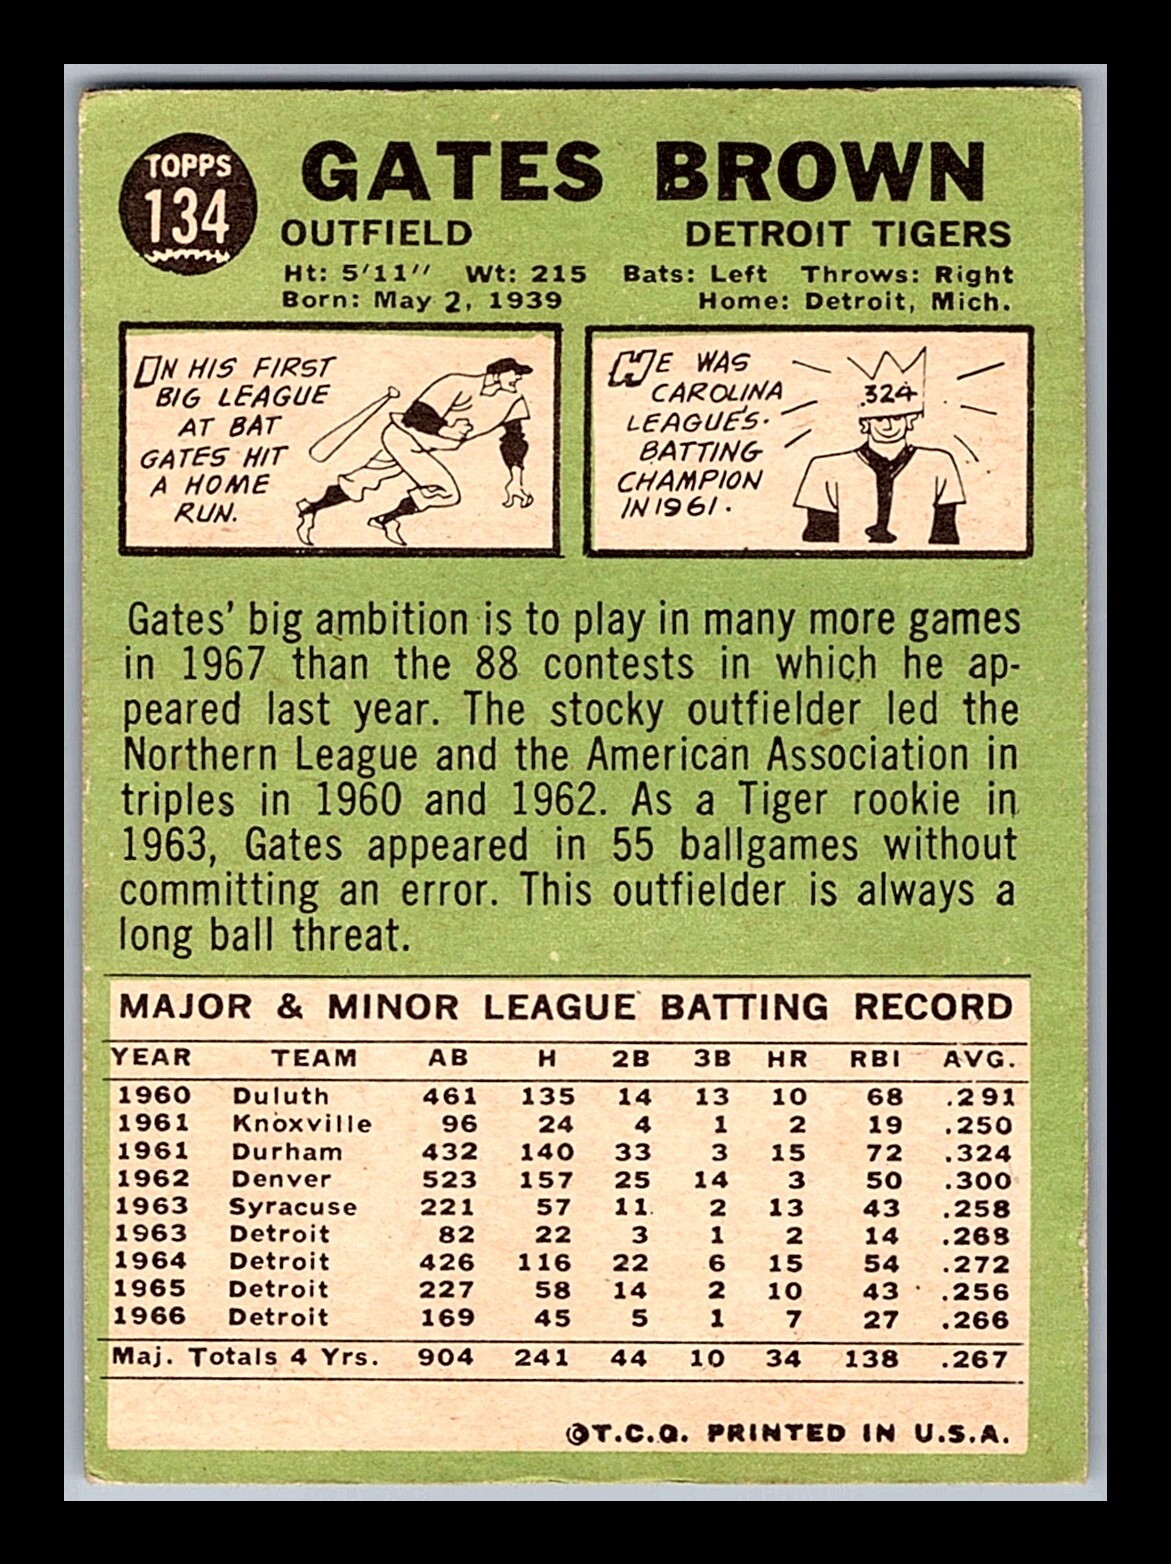 TOPPS
134
GATES BROWN
OUTFIELD DETROIT TIGERS
Ht: 5'11" Wt: 215 Bats: Left Throws: Right
Born: May 2, 1939 Home: Detroit, Mich.
IN HIS FIRST
BIG LEAGUE
AT BAT
GATES HIT
A HOME
RUN.
HE WAS
CAROLINA
LEAGUE'S
BATTING
CHAMPION
IN 1961.
.324
Gates' big ambition is to play in many more games
in 1967 than the 88 contests in which he ap-
peared last year. The stocky outfielder led the
Northern League and the American Association in
triples in 1960 and 1962. As a Tiger rookie in
1963, Gates appeared in 55 ballgames without
committing an error. This outfielder is always a
long ball threat.
MAJOR & MINOR LEAGUE BATTING RECORD
YEAR TEAM AB H 2B 3B HR RBI AVG.
1960 Duluth 461 135 14 13 10 68 .291
1961 Knoxville 96 24 4 1 2 19 .250
1961 Durham 432 140 33 3 15 72 .324
1962 Denver 523 157 25 14 3 50 .300
1963 Syracuse 221 57 11 2 13 43 .258
1963 Detroit 82 22 3 1 2 14 .268
1964 Detroit 426 116 22 6 15 54 .272
1965 Detroit 227 58 14 2 10 43 .256
1966 Detroit 169 45 5 1 7 27 .266
Maj. Totals 4 Yrs. 904 241 44 10 34 138 .267
©T.C.G. PRINTED IN U.S.A.